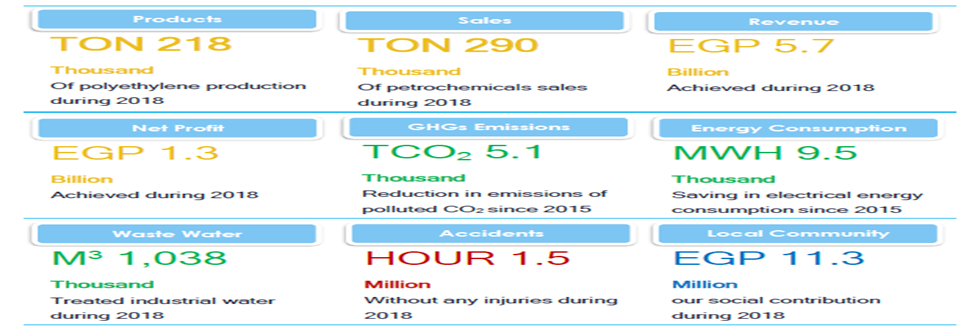 Products
TON 218
Thousand
Of polyethylene production
during 2018
Sales
TON 290
Thousand
Of petrochemicals sales
during 2018
Revenue
EGP 5.7
Billion
Achieved during 2018
Net Profit
EGP 1.3
Billion
Achieved during 2018
GHGs Emissions
TCO₂ 5.1
Thousand
Reduction in emissions of
polluted CO₂ since 2015
Energy Consumption
MWH 9.5
Thousand
Saving in electrical energy
consumption since 2015
Waste Water
M³ 1,038
Thousand
Treated industrial water
during 2018
Accidents
HOUR 1.5
Million
Without any injuries during
2018
Local Community
EGP 11.3
Million
our social contribution
during 2018